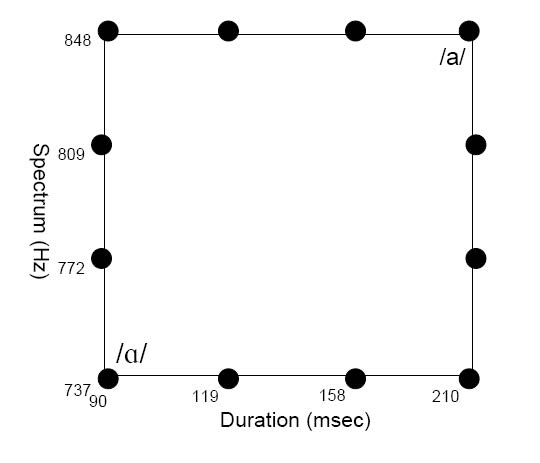 848
/a/
809
Spectrum (Hz)
772
/ɑ/
737
90
119
158
210
Duration (msec)